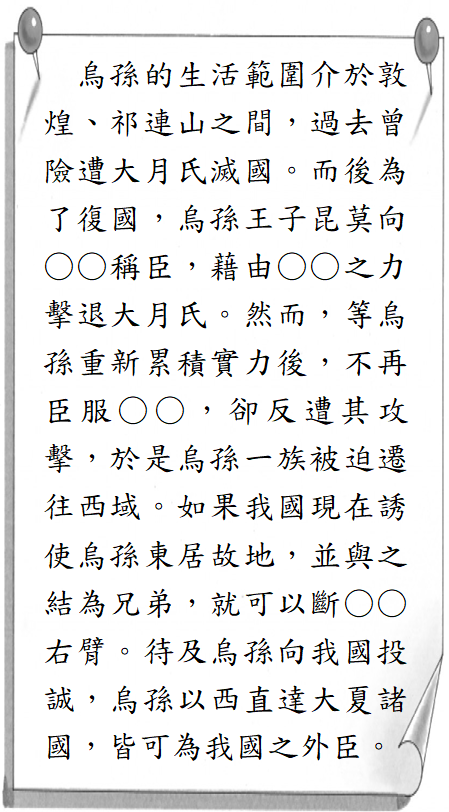 烏孫的生活範圍介於敦
煌、祁連山之間，過去曾
險遭大月氏滅國。而後為
了復國，烏孫王子昆莫向
○○稱臣，藉由○○之力
擊退大月氏。然而，等烏
孫重新累積實力後，不再
臣服○○，卻反遭其攻
擊，於是烏孫一族被迫遷
往西域。如果我國現在誘
使烏孫東居故地，並與之
結為兄弟，就可以斷○○
右臂。待及烏孫向我國投
誠，烏孫以西直達大夏諸
國，皆可為我國之外臣。